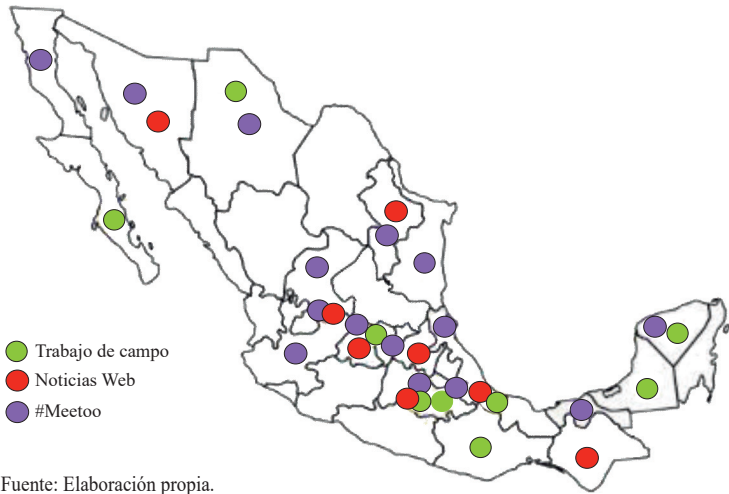 Trabajo de campo
Noticias Web
#Meetoo
Fuente: Elaboración propia.